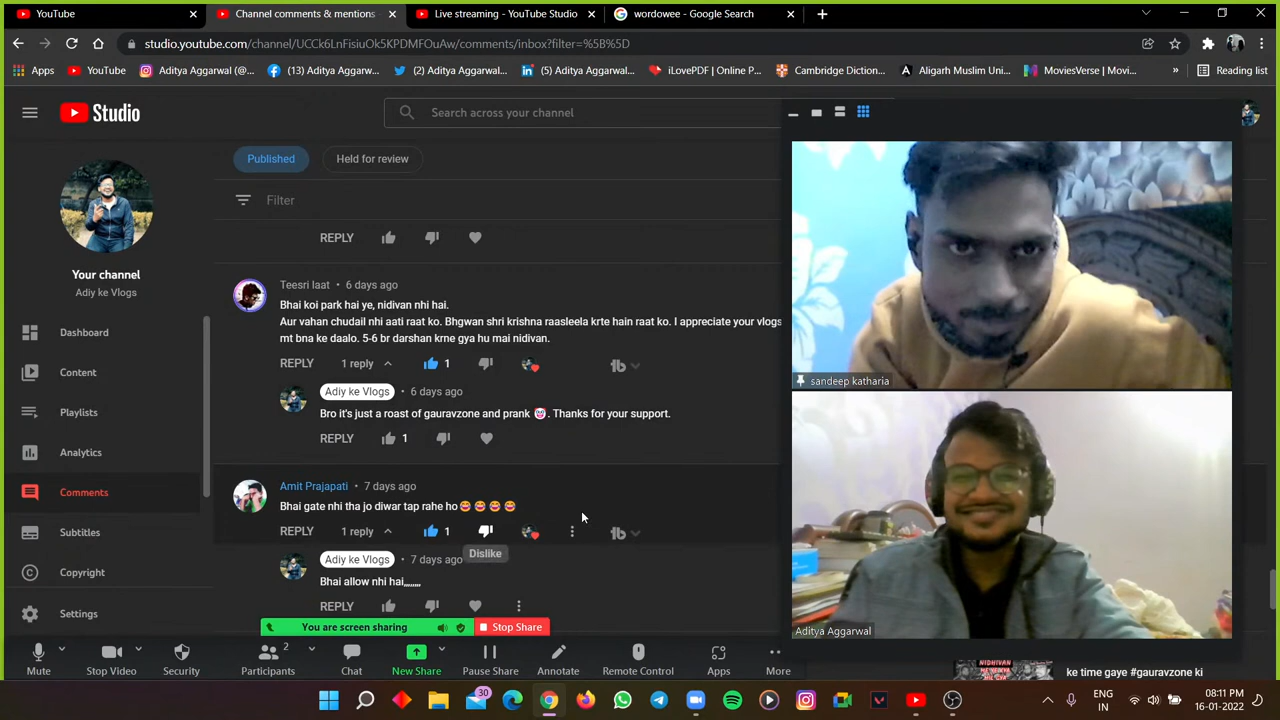 YouTube
Channel comments & mentions
Live streaming - YouTube Studio
wordowee - Google Search
studio.youtube.com/channel/UCCk6LnFisiuOk5KPDMFOuAw/comments/inbox?filter=%5B%5D
Apps
YouTube
Aditya Aggarwal (@...
(13) Aditya Aggarw...
(2) Aditya Aggarwal...
(5) Aditya Aggarwal...
iLovePDF | Online P...
Cambridge Diction...
Aligarh Muslim Uni...
MoviesVerse | Movi...
Reading list
Studio
Search across your channel
Published
Held for review
Filter
REPLY
Your channel
Adiy ke Vlogs
Dashboard
Content
Playlists
Analytics
Comments
Subtitles
Copyright
Settings
Teesri laat • 6 days ago
Bhai koi park hai ye, nidivan nhi hai.
Aur vahan chudail nhi aati raat ko. Bhgwan shri krishna raasleela krte hain raat ko. I appreciate your vlogs
mt bna ke daalo. 5-6 br darshan krne gya hu mai nidivan.
REPLY 1 reply 1
Adiy ke Vlogs • 6 days ago
Bro it's just a roast of gauravzone and prank 🤡. Thanks for your support.
REPLY 1
Amit Prajapati • 7 days ago
Bhai gate nhi tha jo diwar tap rahe ho😂😂😂😂
REPLY 1 reply 1
Dislike
Adiy ke Vlogs • 7 days ago
Bhai allow nhi hai,,,,,,,,
REPLY
sandeep katharia
Aditya Aggarwal
You are screen sharing
Stop Share
Mute
Stop Video
Security
Participants
2
Chat
New Share
Pause Share
Annotate
Remote Control
Apps
More
NIDHIVAN
ke time gaye #gauravzone ki
30
ENG
IN
08:11 PM
16-01-2022